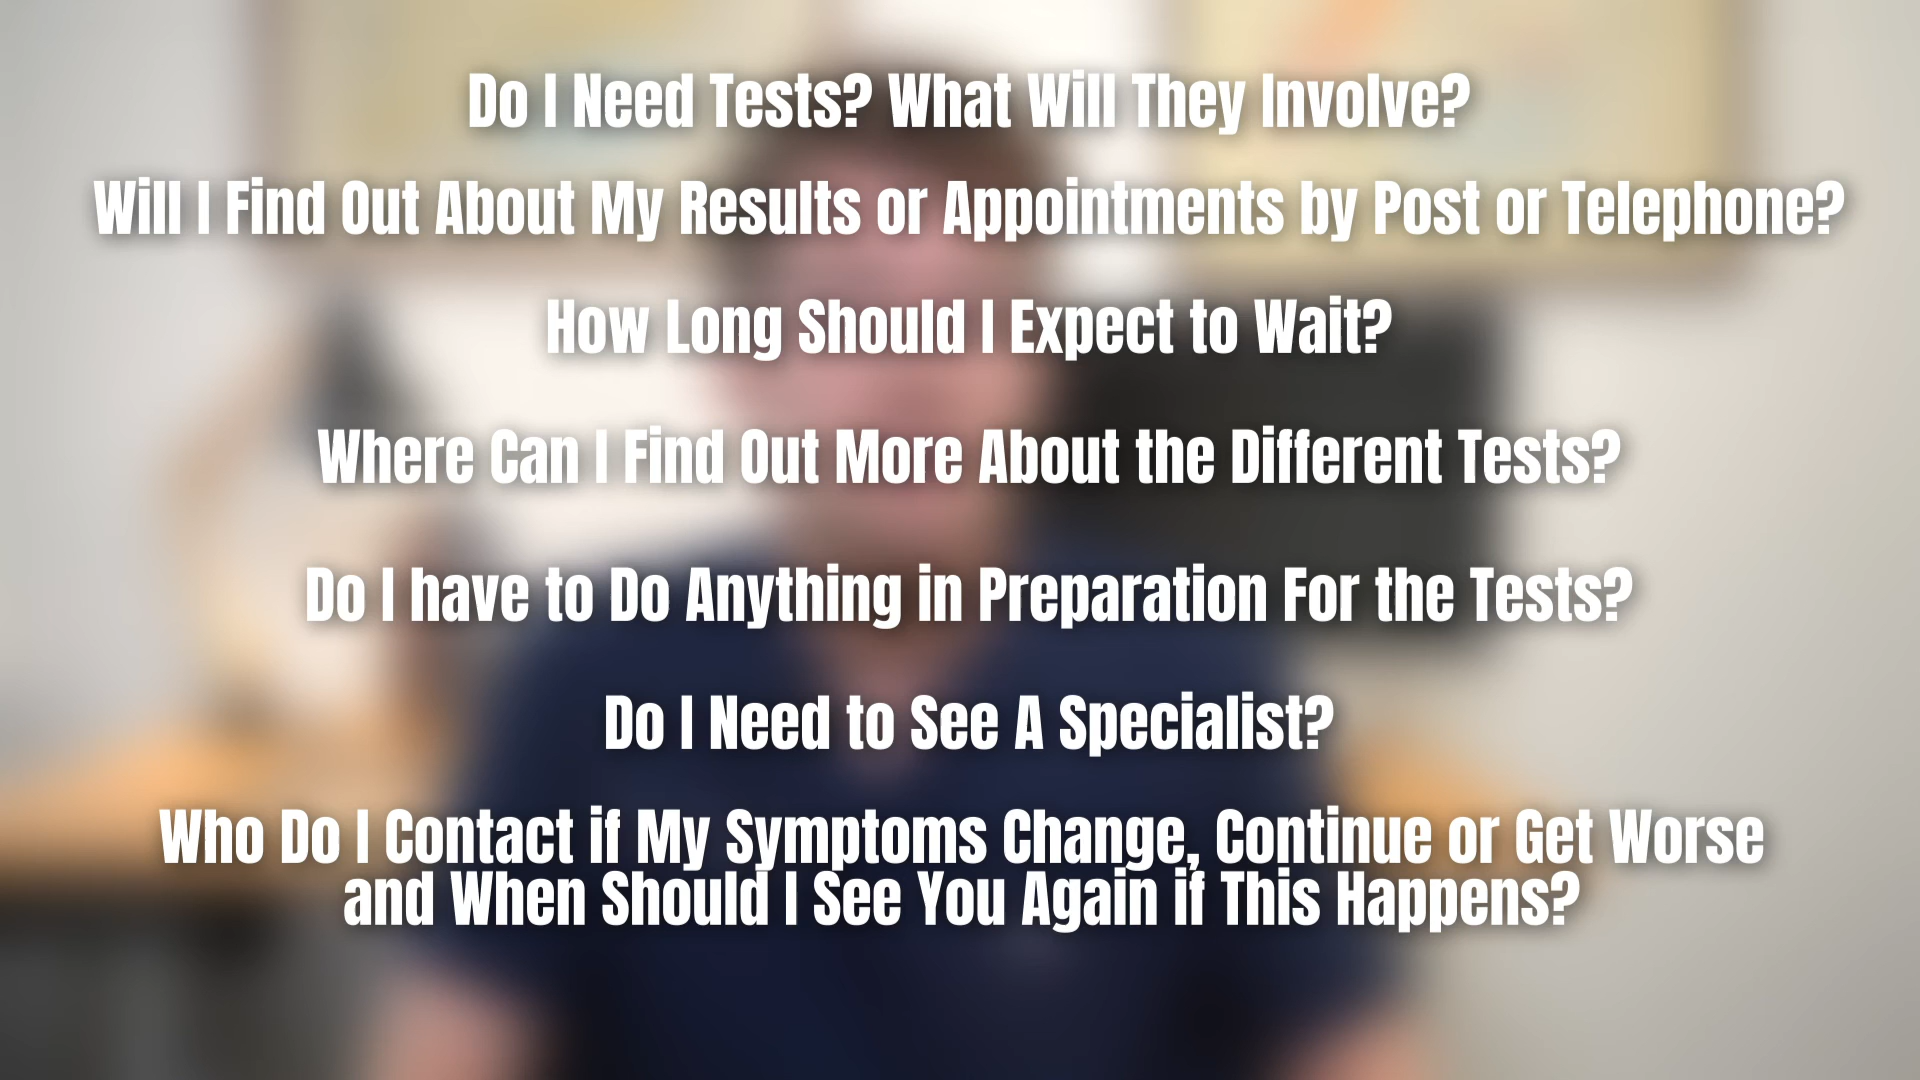 Do I Need Tests? What Will They Involve?
Will I Find Out About My Results or Appointments by Post or Telephone?
How Long Should I Expect to Wait?
Where Can I Find Out More About the Different Tests?
Do I have to Do Anything in Preparation For the Tests?
Do I Need to See A Specialist?
Who Do I Contact if My Symptoms Change, Continue or Get Worse
and When Should I See You Again if This Happens?